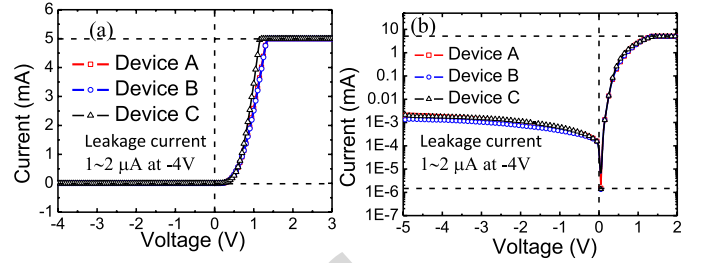 (a)
Device A
Device B
Device C
Leakage current
1~2 μA at -4V
Current (mA)
6
5
4
3
2
1
0
-1
-4 -3 -2 -1 0 1 2 3
Voltage (V)
(b)
Device A
Device B
Device C
Leakage current
1~2 μA at -4V
Current (mA)
10
1
0.1
0.01
1E-3
1E-4
1E-5
1E-6
1E-7
-5 -4 -3 -2 -1 0 1 2
Voltage (V)